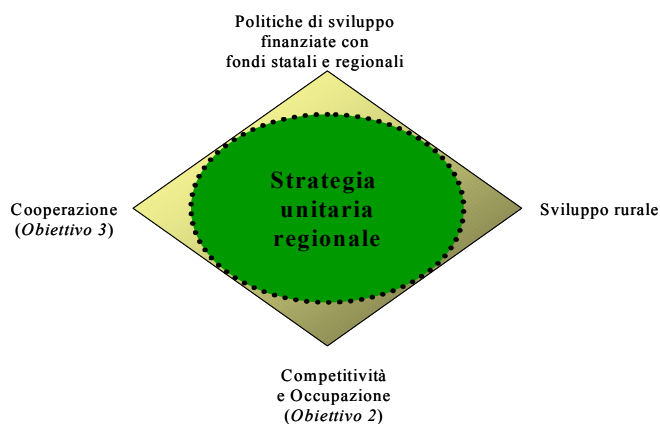 Politiche di sviluppo
finanziate con
fondi statali e regionali
Strategia
unitaria
regionale
Cooperazione
(Obiettivo 3)
Sviluppo rurale
Competitività
e Occupazione
(Obiettivo 2)